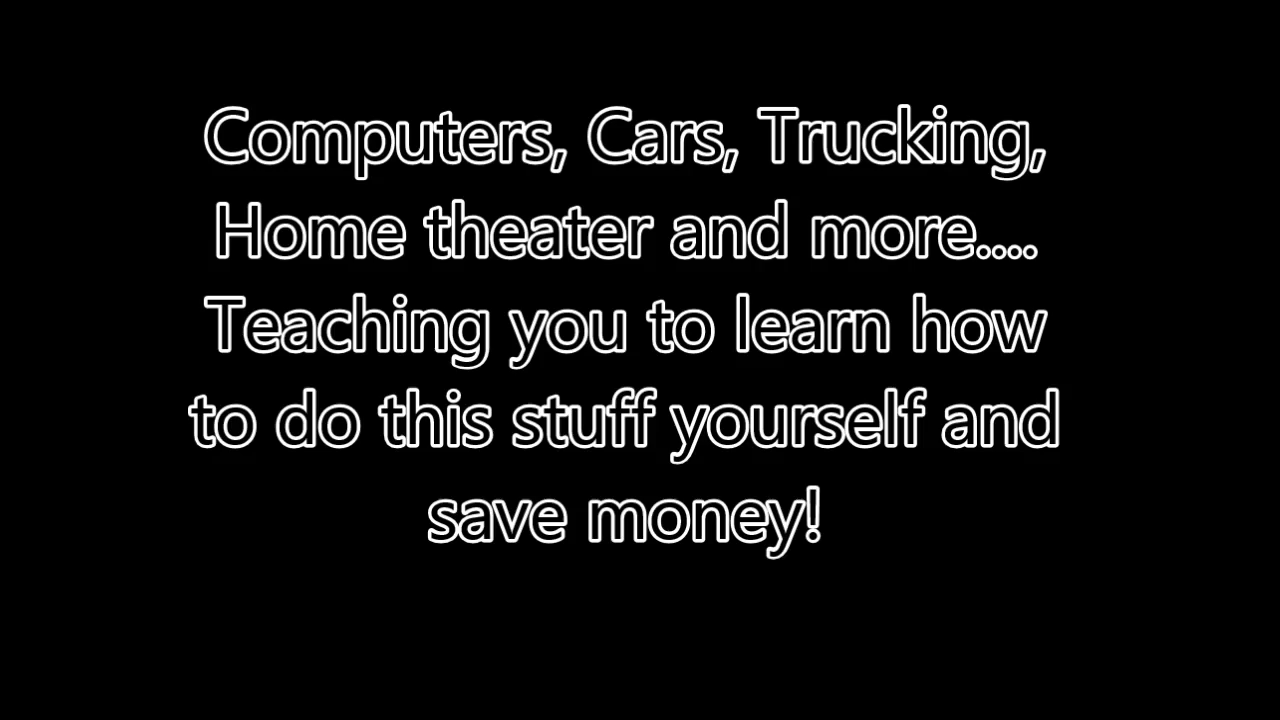 Computers, Cars, Trucking,
Home theater and more....
Teaching you to learn how
to do this stuff yourself and
save money!